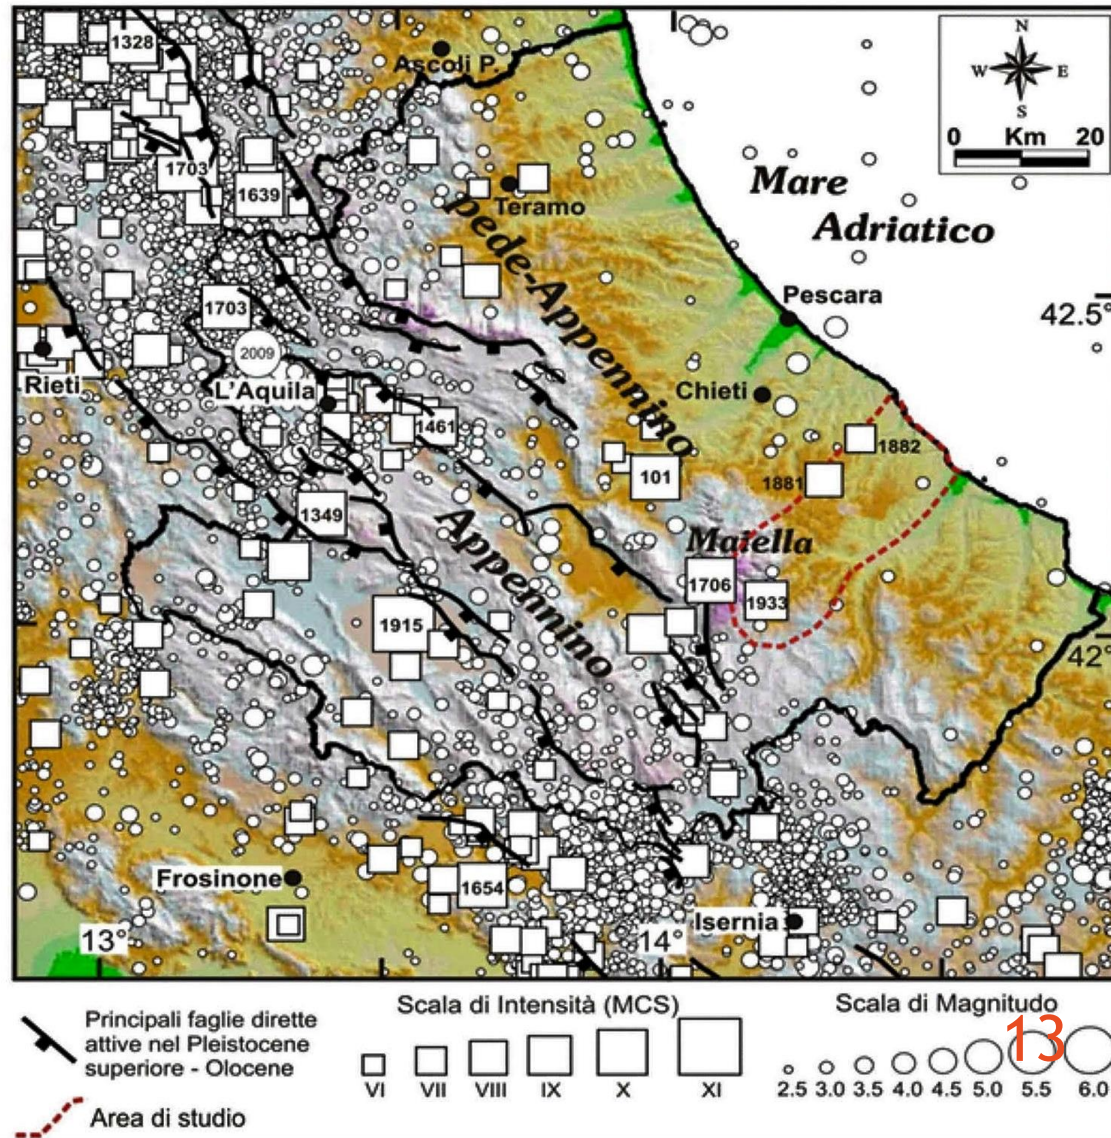 1328
Ascoli P.
N
W E
S
0 Km 20
1703
1639
Teramo
Mare
Adriatico
pede-Appennino
Pescara
42.5°
1703
2009
Rieti
L'Aquila
Chieti
1461
1882
101
1881
1349
Appennino
Maiella
1706
1933
1915
42°
Frosinone
1654
Isernia
13°
14°
Principali faglie dirette
attive nel Pleistocene
superiore - Olocene
Area di studio
Scala di Intensità (MCS)
VI VII VIII IX X XI
Scala di Magnitudo
2.5 3.0 3.5 4.0 4.5 5.0 5.5 6.0
13